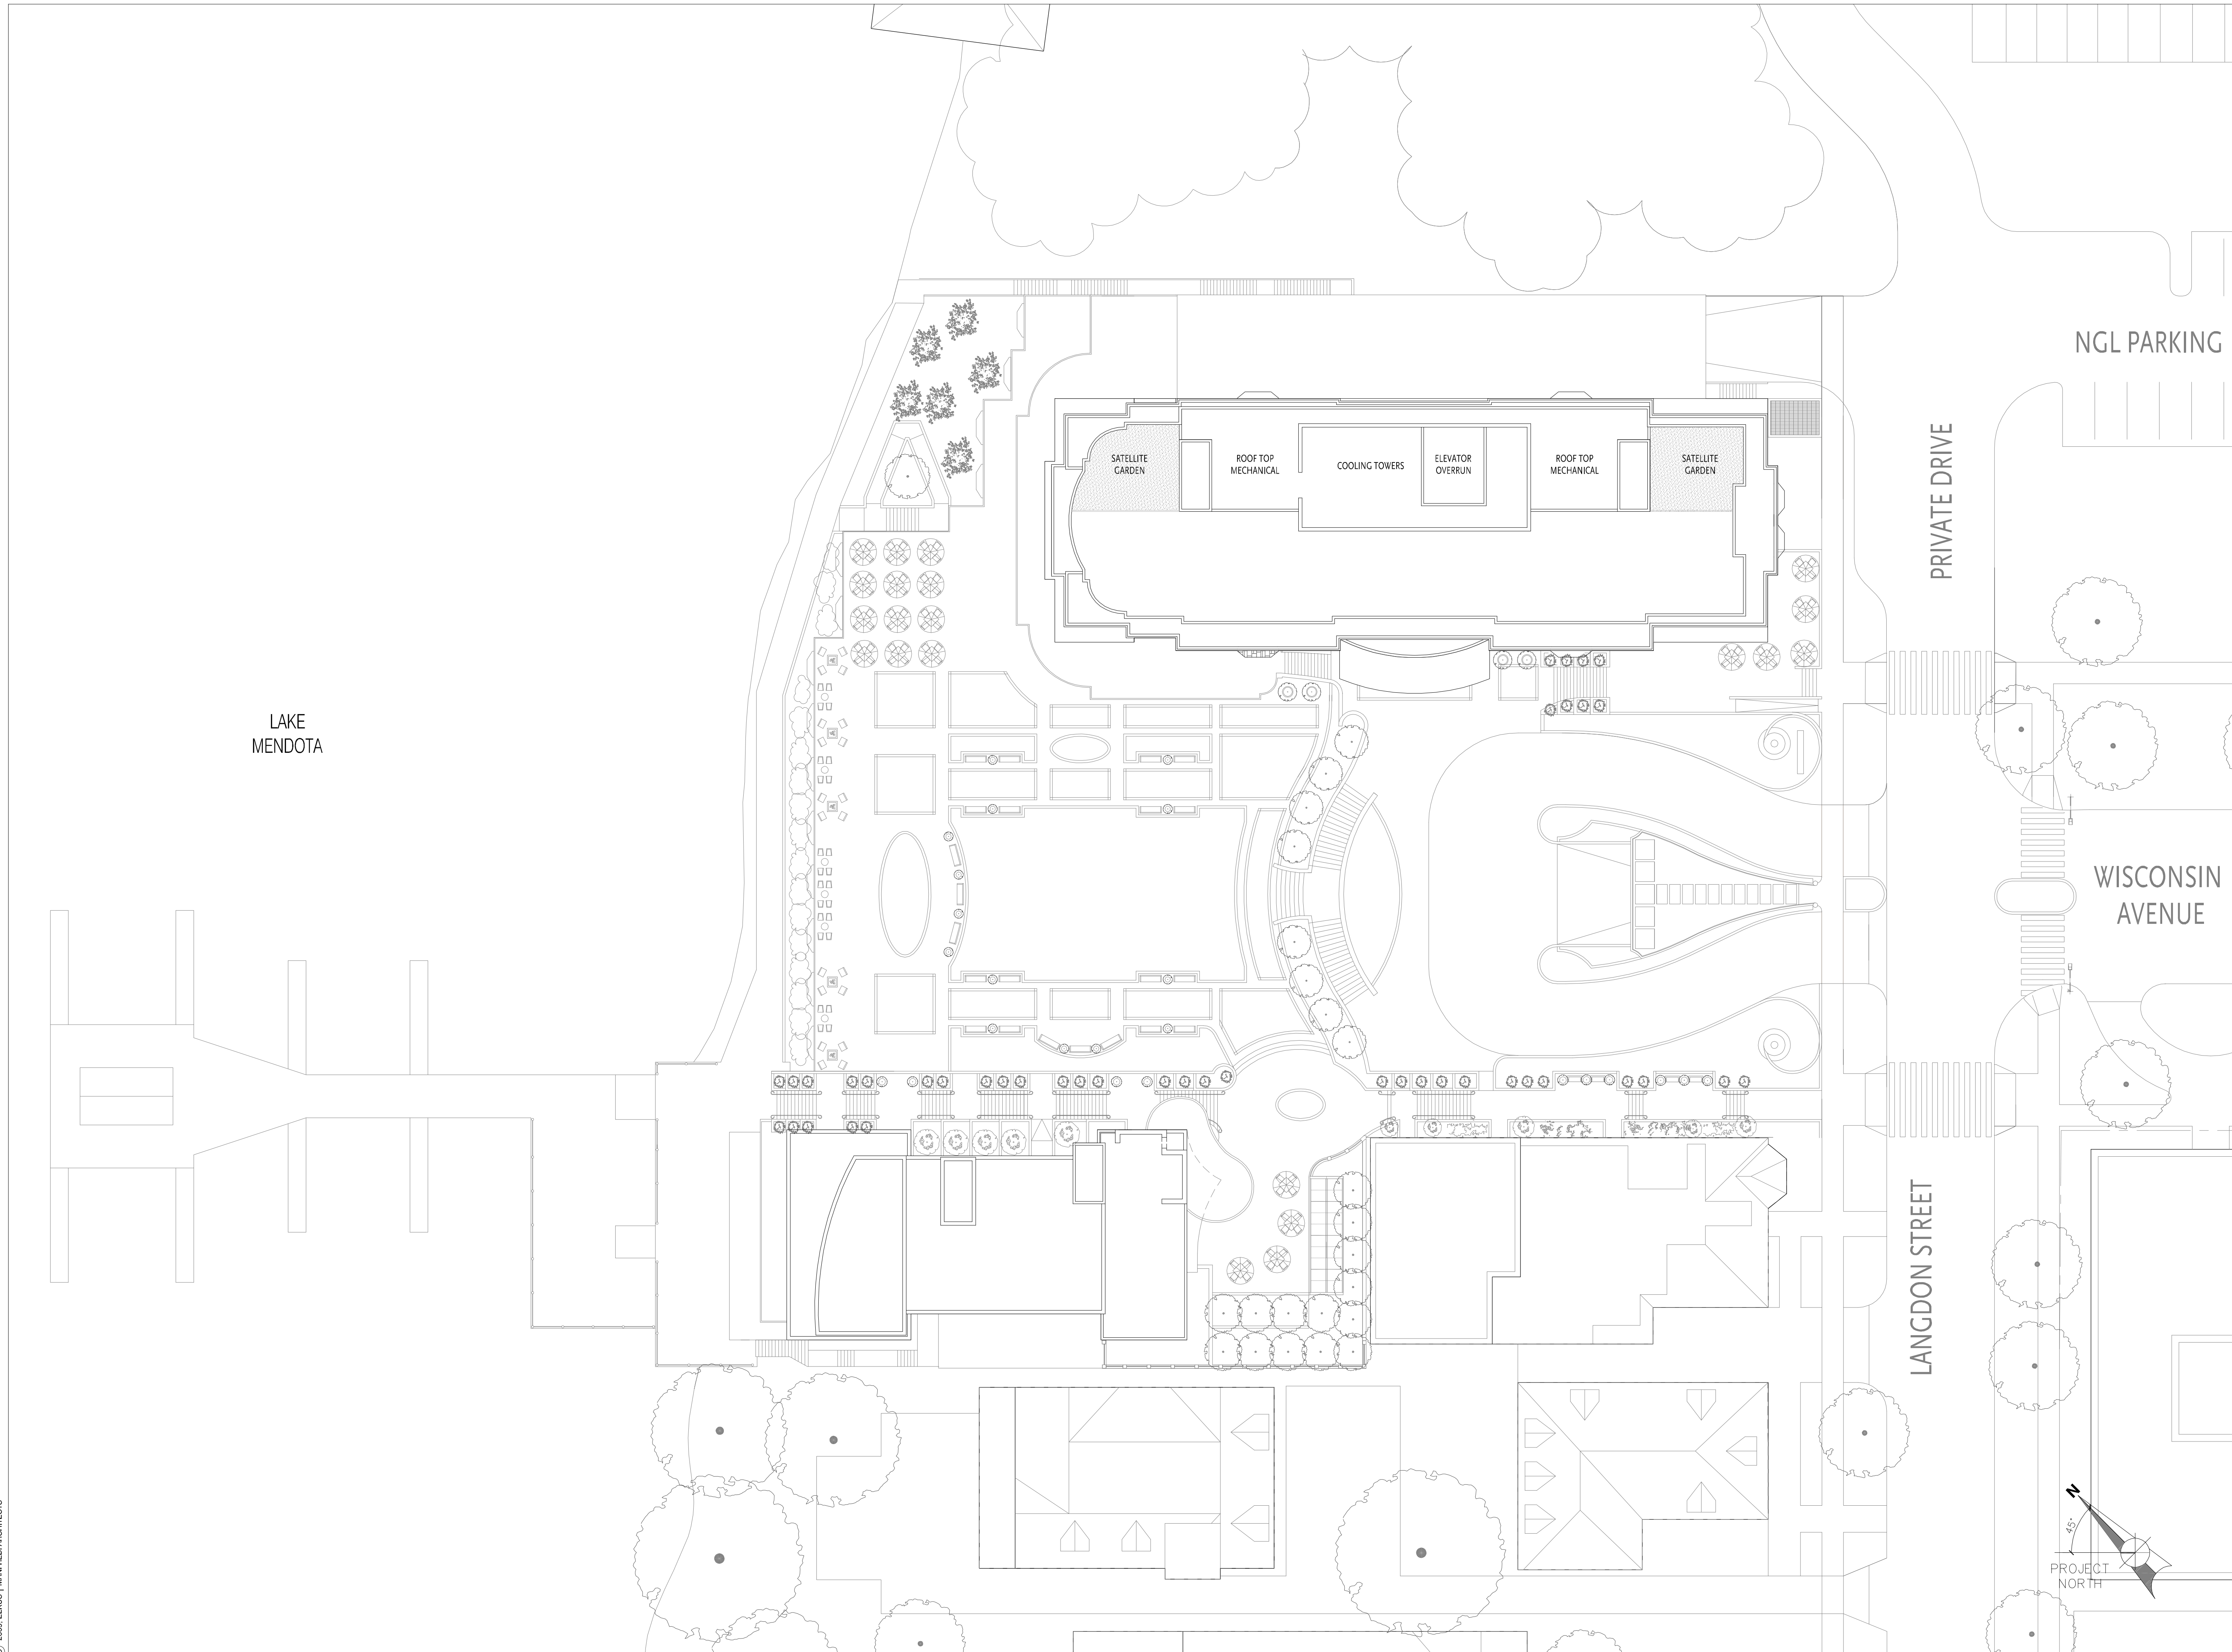 NGL PARKING
PRIVATE DRIVE
SATELLITE
GARDEN
ROOF TOP
MECHANICAL
COOLING TOWERS
ELEVATOR
OVERRUN
ROOF TOP
MECHANICAL
SATELLITE
GARDEN
LAKE
MENDOTA
WISCONSIN
AVENUE
LANGDON STREET
N
45°
PROJECT
NORTH